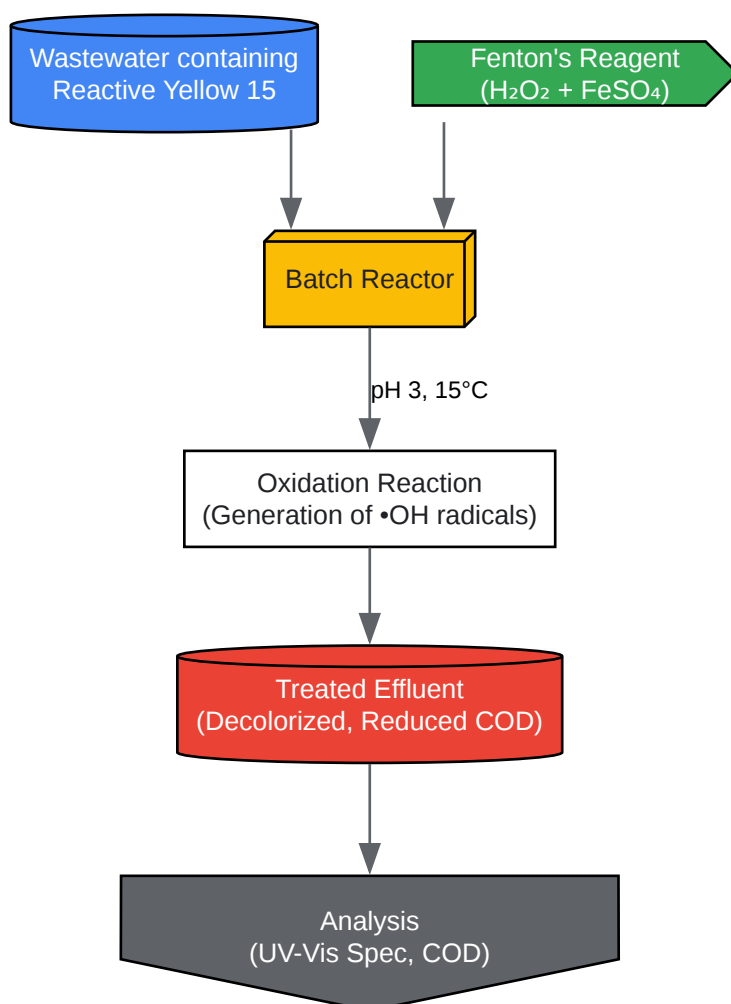 Wastewater containing
Reactive Yellow 15
Fenton's Reagent
(H₂O₂ + FeSO₄)
Batch Reactor
pH 3, 15°C
Oxidation Reaction
(Generation of •OH radicals)
Treated Effluent
(Decolorized, Reduced COD)
Analysis
(UV-Vis Spec, COD)